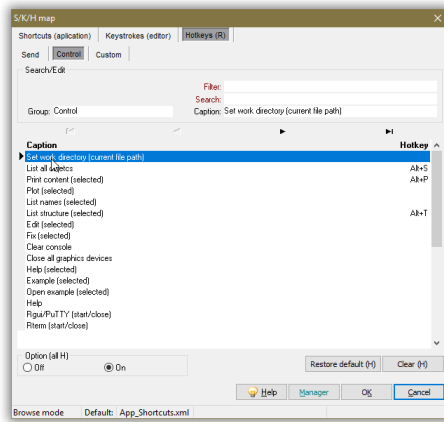 S/K/H map
Shortcuts (aplication) Keystrokes (editor) Hotkeys (R)
Send Control Custom
Search/Edit
Filter:
Search:
Group: Control Caption: Set work directory (current file path)
Caption Hotkey
Set work directory (current file path)
List all Alt+S
Print content (selected) Alt+P
Plot (selected)
List names (selected)
List structure (selected) Alt+T
Edit (selected)
Fix (selected)
Clear console
Close all graphics devices
Help (selected)
Example (selected)
Open example (selected)
Help
Rgui/PuTTY (start/close)
Rterm (start/close)
Option (all H)
Off On
Restore default (H) Clear (H)
Help Manager OK Cancel
Browse mode Default: App_Shortcuts.xml